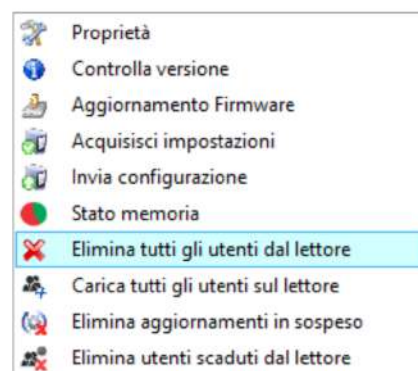 Proprietà
Controlla versione
Aggiornamento Firmware
Acquisisci impostazioni
Invia configurazione
Stato memoria
Elimina tutti gli utenti dal lettore
Carica tutti gli utenti sul lettore
Elimina aggiornamenti in sospeso
Elimina utenti scaduti dal lettore